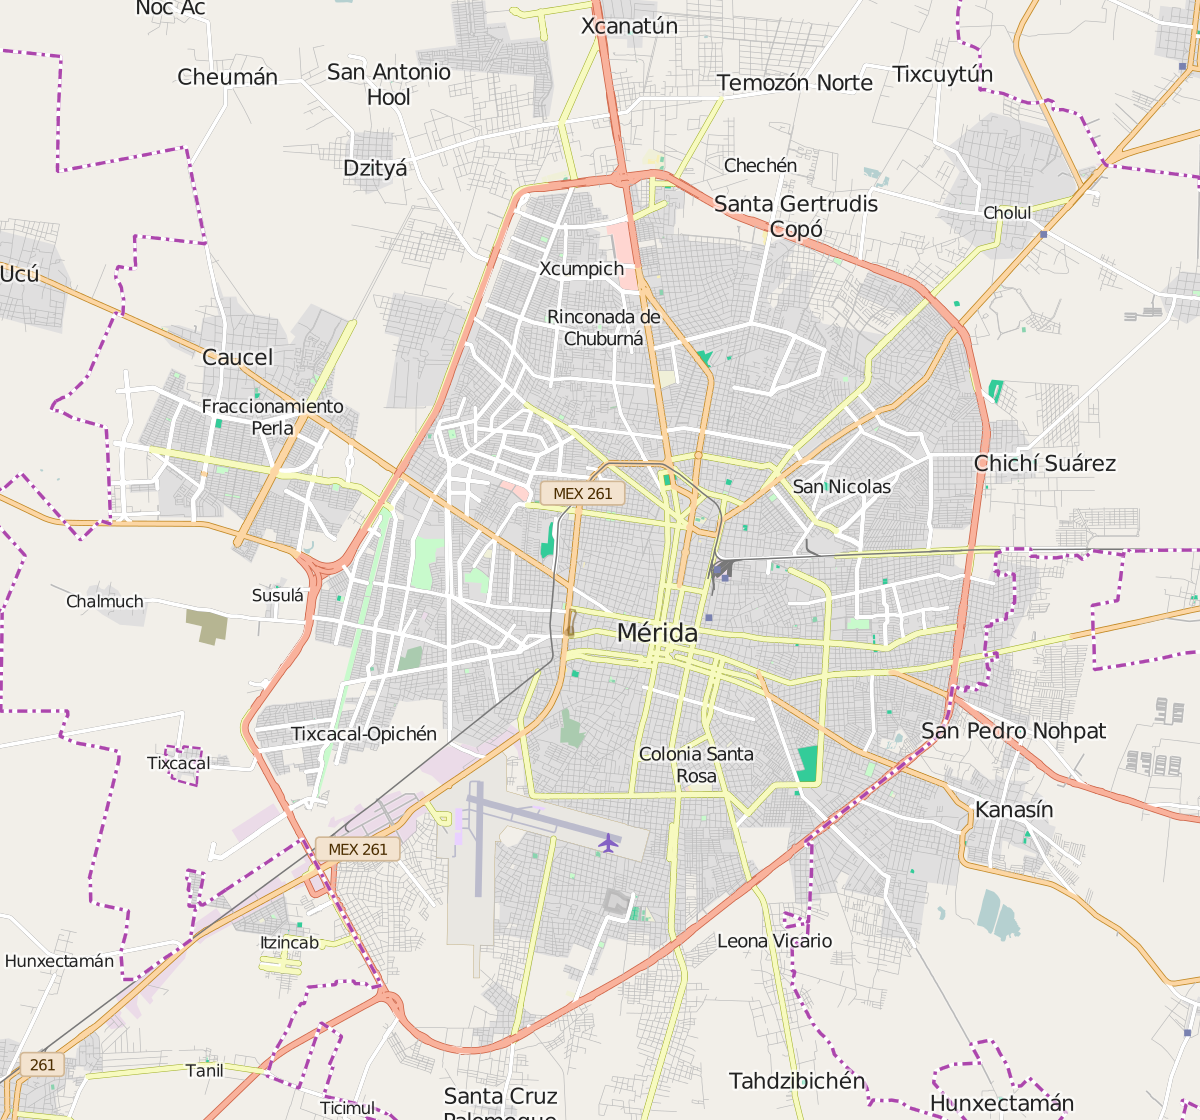 Noc Ac
Xcanatún
Cheumán
San Antonio
Hool
Temozón Norte
Tixcuytún
Dzityá
Chechén
Santa Gertrudis
Copó
Cholul
Ucú
Xcumpich
Rinconada de
Chuburná
Caucel
Fraccionamiento
Perla
Chichí Suárez
San Nicolas
MEX 261
Chalmuch
Susulá
Mérida
Tixcacal-Opichén
San Pedro Nohpat
Tixcacal
Colonia Santa
Rosa
Kanasín
MEX 261
Itzincab
Leona Vicario
Hunxectamán
261
Tanil
Tahdzibichén
Santa Cruz
Palomeque
Ticimul
Hunxectamán